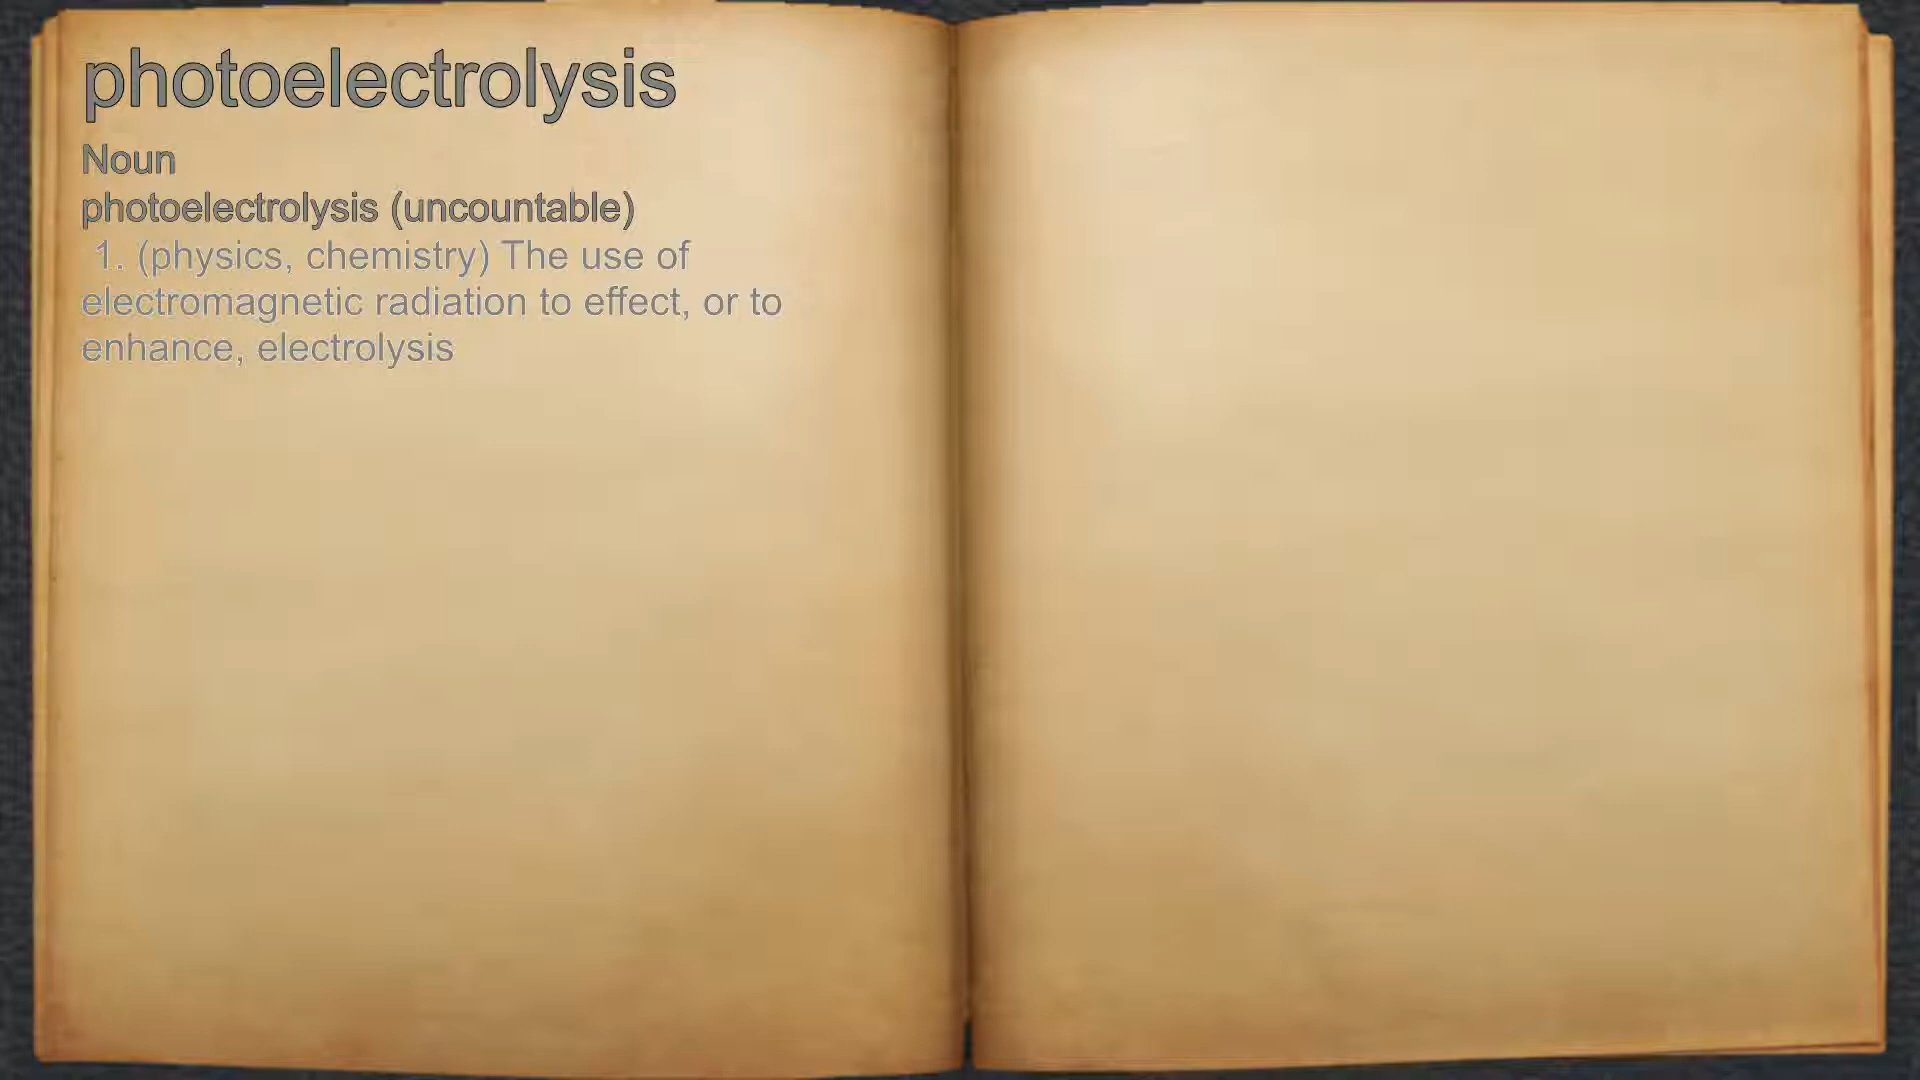 photoelectrolysis
Noun
photoelectrolysis (uncountable)
1. (physics, chemistry) The use of
electromagnetic radiation to effect, or to
enhance, electrolysis